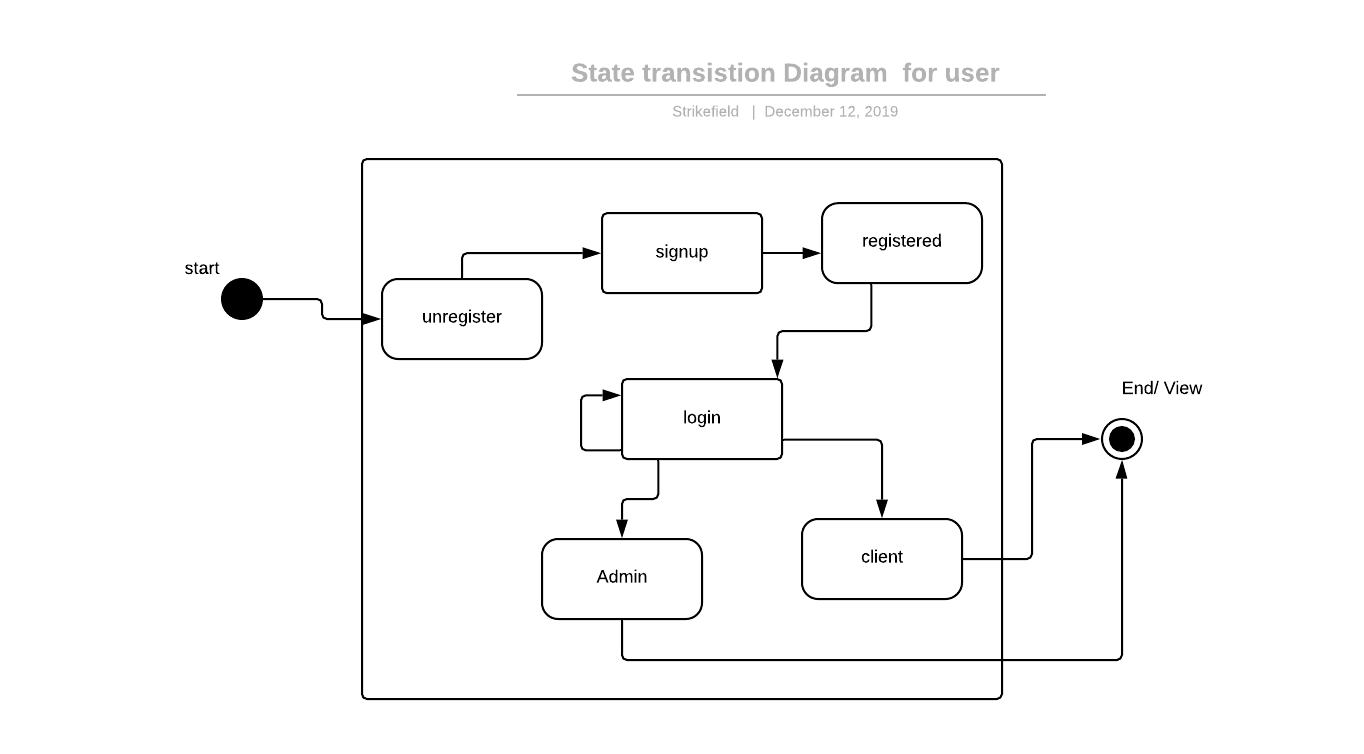 State transistion Diagram  for user
Strikefield | December 12, 2019
start
unregister
signup
registered
login
End/ View
Admin
client